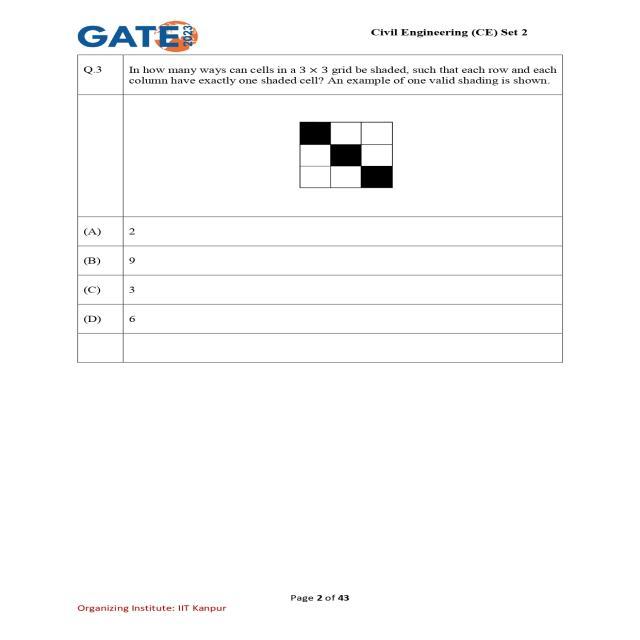 GATE 2023
Civil Engineering (CE) Set 2
Q.3 In how many ways can cells in a 3 × 3 grid be shaded, such that each row and each
column have exactly one shaded cell? An example of one valid shading is shown.
(A) 2
(B) 9
(C) 3
(D) 6
Page 2 of 43
Organizing Institute: IIT Kanpur